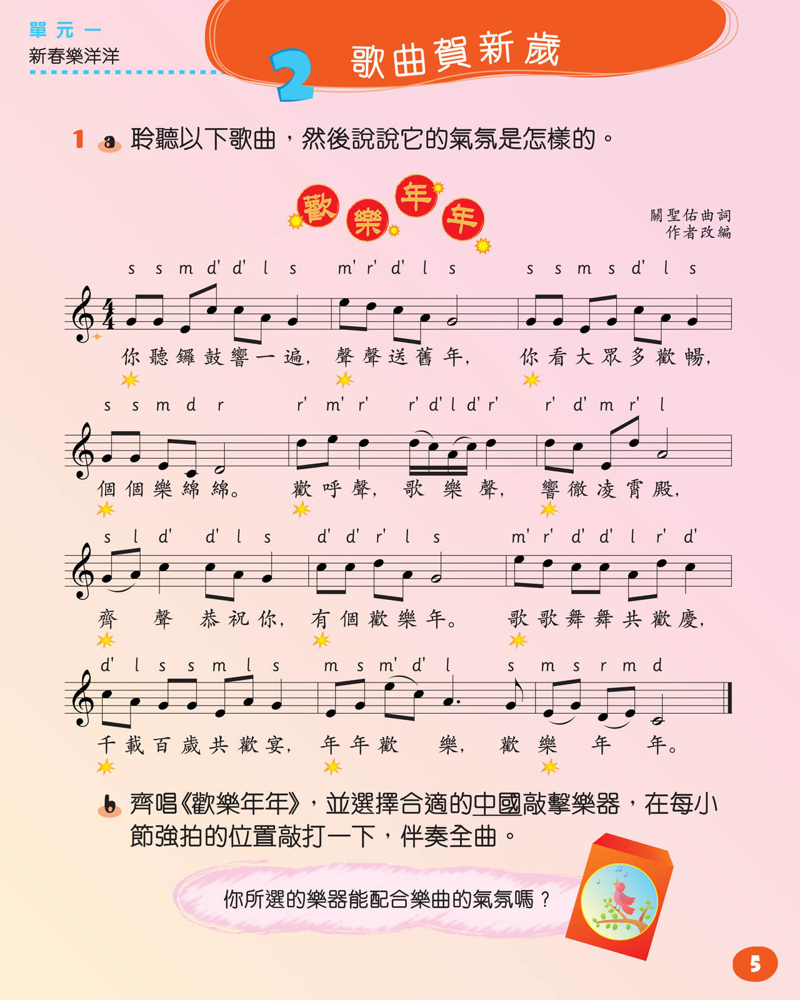 單元一
新春樂洋洋
2 歌曲賀新歲
1 a 聆聽以下歌曲，然後說說它的氣氛是怎樣的。
歡樂年年
關聖佑曲詞
作者改編
s s m d' d' l s m' r' d' l s s s m s d' l s
4
4
你聽鑼鼓響一遍，聲聲送舊年，你看大眾多歡暢，
s s m d r r' m' r' r' d' l d' r' r' d' m r' l
個個樂綿綿。歡呼聲，歌樂聲，響徹凌霄殿，
s l d' d' l s d' d' r' l s m' r' d' d' l r' d'
齊聲恭祝你，有個歡樂年。歌歌舞舞共歡慶，
d' l s s m l s m s m' d' l s m s r m d
千載百歲共歡宴，年年歡樂，歡樂年年。
b 齊唱《歡樂年年》，並選擇合適的中國敲擊樂器，在每小
節強拍的位置敲打一下，伴奏全曲。
你所選的樂器能配合樂曲的氣氛嗎？
5